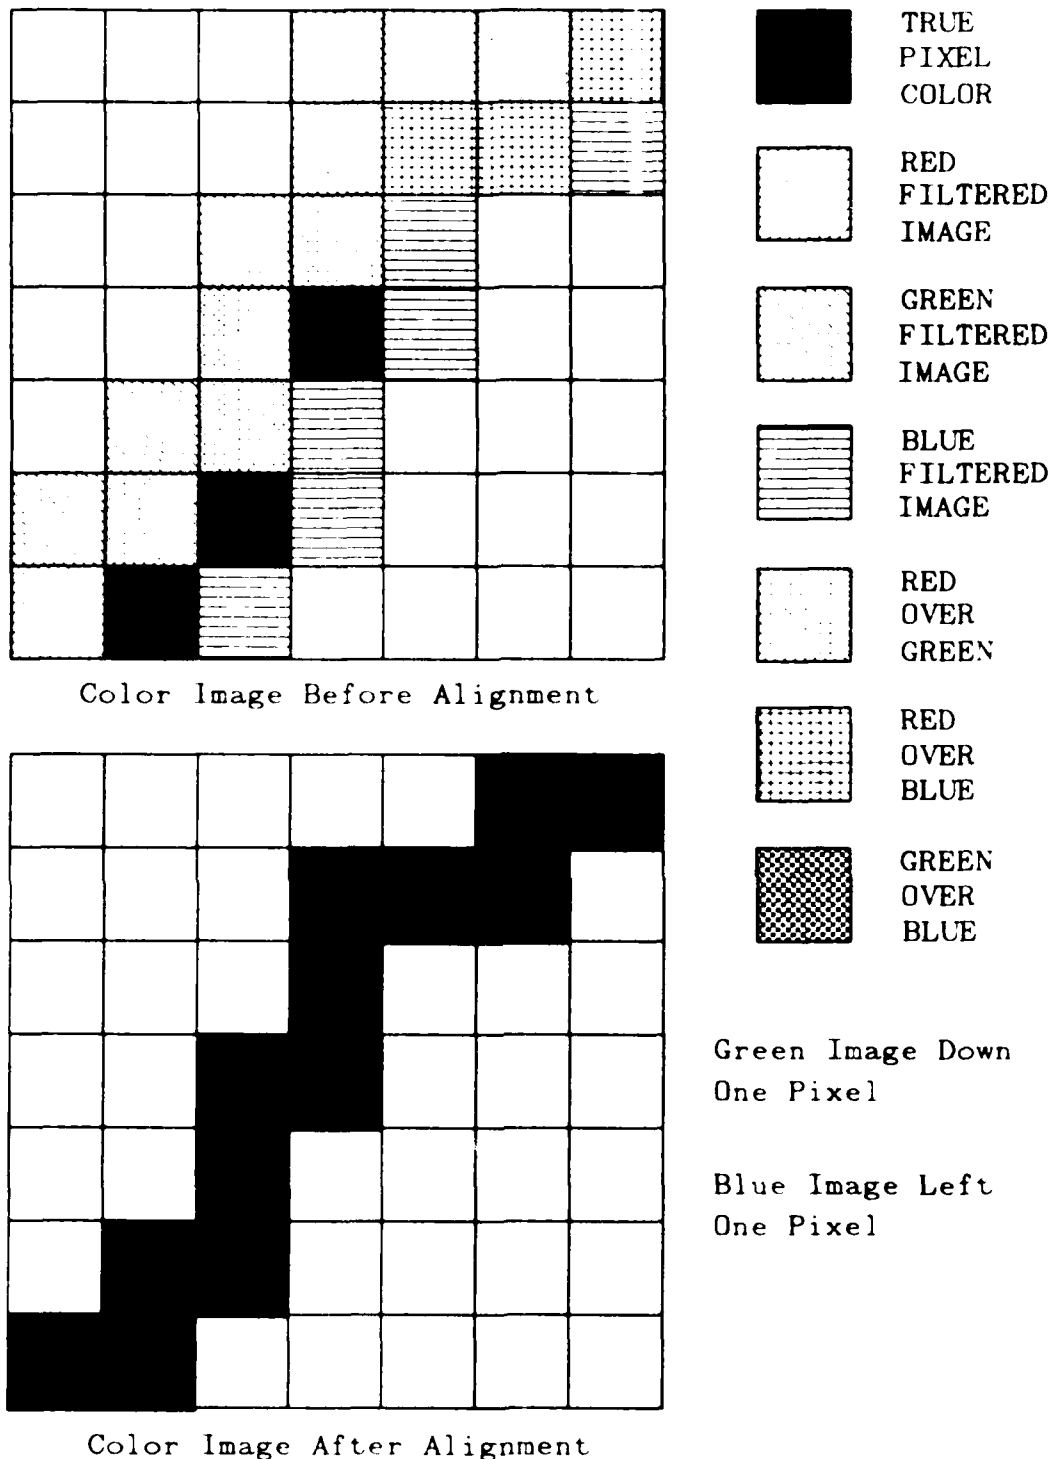 TRUE
PIXEL
COLOR
RED
FILTERED
IMAGE
GREEN
FILTERED
IMAGE
BLUE
FILTERED
IMAGE
RED
OVER
GREEN
RED
OVER
BLUE
GREEN
OVER
BLUE
Color Image Before Alignment
Green Image Down
One Pixel
Blue Image Left
One Pixel
Color Image After Alignment